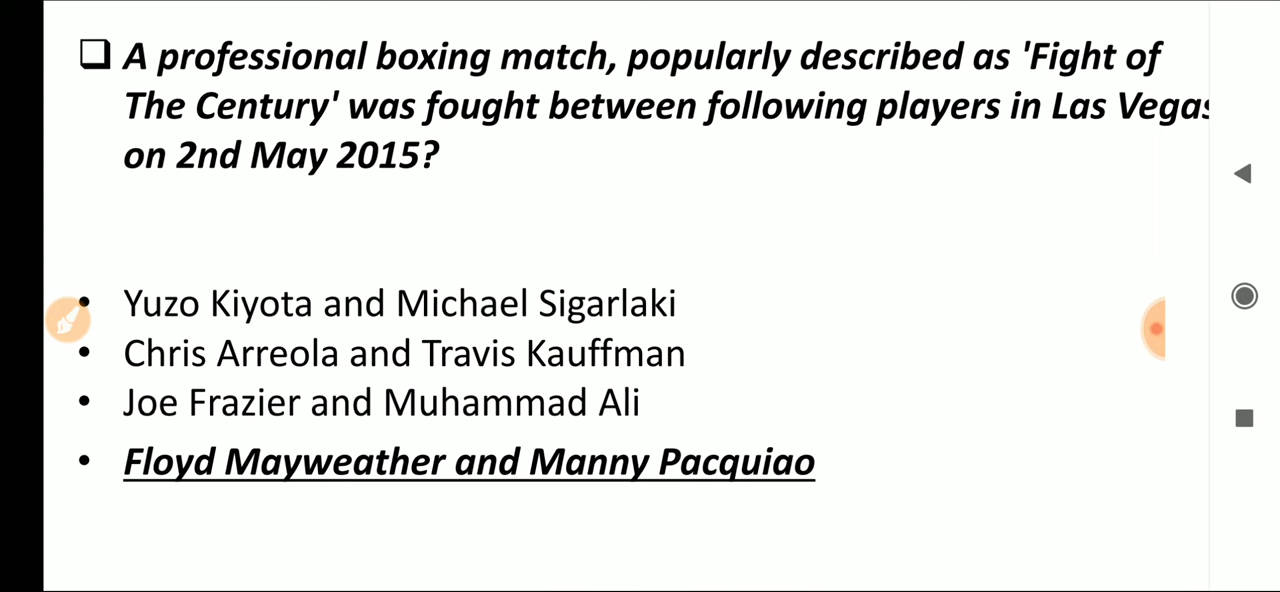 ❑ A professional boxing match, popularly described as 'Fight of
The Century' was fought between following players in Las Vegas
on 2nd May 2015?
• Yuzo Kiyota and Michael Sigarlaki
• Chris Arreola and Travis Kauffman
• Joe Frazier and Muhammad Ali
• Floyd Mayweather and Manny Pacquiao